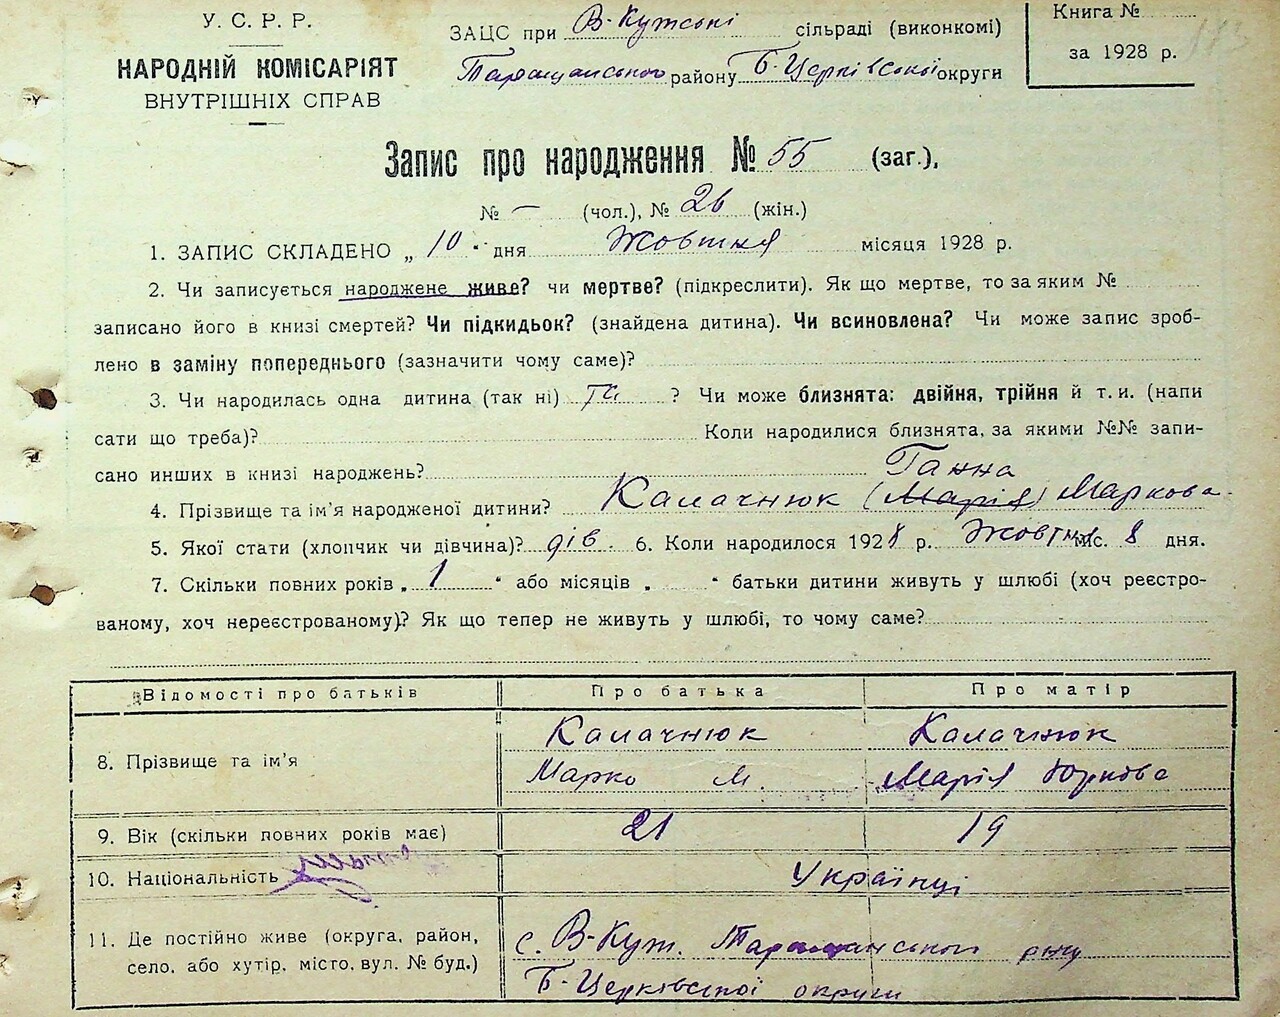 У. С. Р. Р.
НАРОДНІЙ КОМІСАРІЯТ
ВНУТРІШНІХ СПРАВ
ЗАЦС при В-Кутській сільраді (виконкомі)
Таращанського району Б-Церківської округи
Книга №
за 1928 р.
Запис про народження № 55 (заг.),
№ – (чол.), № 26 (жін.)
1. ЗАПИС СКЛАДЕНО „ 10 " дня Жовтня місяця 1928 р.
2. Чи записується народжене живе? чи мертве? (підкреслити). Як що мертве, то за яким №
записано його в книзі смертей? Чи підкидьок? (знайдена дитина). Чи всиновлена? Чи може запис зроб-
лено в заміну попереднього (зазначити чому саме)?
3. Чи народилась одна дитина (так ні) так ? Чи може близнята: двійня, трійня й т. и. (напи
сати що треба)? Коли народилися близнята, за якими №№ запи-
сано инших в книзі народжень?
Ганна
4. Прізвище та ім'я народженої дитини? Калачнюк (Марія) Маркова
5. Якої стати (хлопчик чи дівчина)? дів. 6. Коли народилося 1928 р. Жовтня міс. 8 дня.
7. Скільки повних років „ 1 " або місяців „ " батьки дитини живуть у шлюбі (хоч реєстро-
ваному, хоч нереєстрованому)? Як що тепер не живуть у шлюбі, то чому саме?
Відомості про батьків Про батька Про матір
Калачнюк Калачнюк
8. Прізвище та ім'я
Марко М. Марія Юркова
9. Вік (скільки повних років має) 21 19
10. Національність Українці
11. Де постійно живе (округа, район,
село, або хутір, місто, вул. № буд.)
с. В-Кут. Таращанського р-ну
Б-Церківської округи